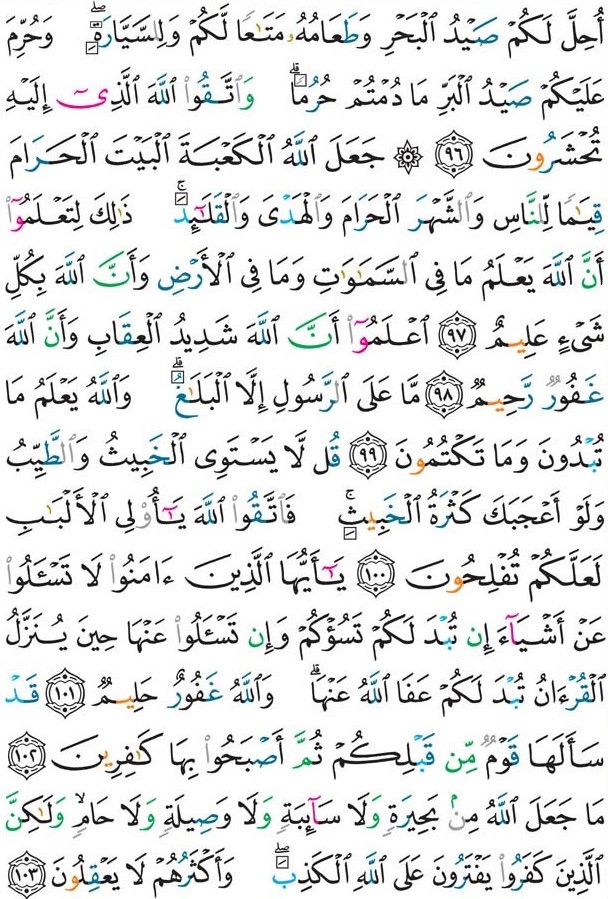 أُحِلَّ لَكُمْ صَيْدُ ٱلْبَحْرِ وَطَعَامُهُۥ مَتَـٰعًا لَّكُمْ وَلِلسَّيَّارَةِ ۖ وَحُرِّمَ
عَلَيْكُمْ صَيْدُ ٱلْبَرِّ مَا دُمْتُمْ حُرُمًا ۗ وَٱتَّقُوا۟ ٱللَّهَ ٱلَّذِىٓ إِلَيْهِ
تُحْشَرُونَ ٩٦ ۞ جَعَلَ ٱللَّهُ ٱلْكَعْبَةَ ٱلْبَيْتَ ٱلْحَرَامَ
قِيَـٰمًا لِّلنَّاسِ وَٱلشَّهْرَ ٱلْحَرَامَ وَٱلْهَدْىَ وَٱلْقَلَـٰٓئِدَ ۚ ذَٰلِكَ لِتَعْلَمُوٓا۟
أَنَّ ٱللَّهَ يَعْلَمُ مَا فِى ٱلسَّمَـٰوَٰتِ وَمَا فِى ٱلْأَرْضِ وَأَنَّ ٱللَّهَ بِكُلِّ
شَىْءٍ عَلِيمٌ ٩٧ ٱعْلَمُوٓا۟ أَنَّ ٱللَّهَ شَدِيدُ ٱلْعِقَابِ وَأَنَّ ٱللَّهَ
غَفُورٌ رَّحِيمٌ ٩٨ مَّا عَلَى ٱلرَّسُولِ إِلَّا ٱلْبَلَـٰغُ ۗ وَٱللَّهُ يَعْلَمُ مَا
تُبْدُونَ وَمَا تَكْتُمُونَ ٩٩ قُل لَّا يَسْتَوِى ٱلْخَبِيثُ وَٱلطَّيِّبُ
وَلَوْ أَعْجَبَكَ كَثْرَةُ ٱلْخَبِيثِ ۚ فَٱتَّقُوا۟ ٱللَّهَ يَـٰٓأُو۟لِى ٱلْأَلْبَـٰبِ
لَعَلَّكُمْ تُفْلِحُونَ ١٠٠ يَـٰٓأَيُّهَا ٱلَّذِينَ ءَامَنُوا۟ لَا تَسْـَٔلُوا۟
عَنْ أَشْيَآءَ إِن تُبْدَ لَكُمْ تَسُؤْكُمْ وَإِن تَسْـَٔلُوا۟ عَنْهَا حِينَ يُنَزَّلُ
ٱلْقُرْءَانُ تُبْدَ لَكُمْ عَفَا ٱللَّهُ عَنْهَا ۗ وَٱللَّهُ غَفُورٌ حَلِيمٌ ١٠١ قَدْ
سَأَلَهَا قَوْمٌ مِّن قَبْلِكُمْ ثُمَّ أَصْبَحُوا۟ بِهَا كَـٰفِرِينَ ١٠٢
مَا جَعَلَ ٱللَّهُ مِنۢ بَحِيرَةٍ وَلَا سَآئِبَةٍ وَلَا وَصِيلَةٍ وَلَا حَامٍ ۙ وَلَـٰكِنَّ
ٱلَّذِينَ كَفَرُوا۟ يَفْتَرُونَ عَلَى ٱللَّهِ ٱلْكَذِبَ ۖ وَأَكْثَرُهُمْ لَا يَعْقِلُونَ ١٠٣